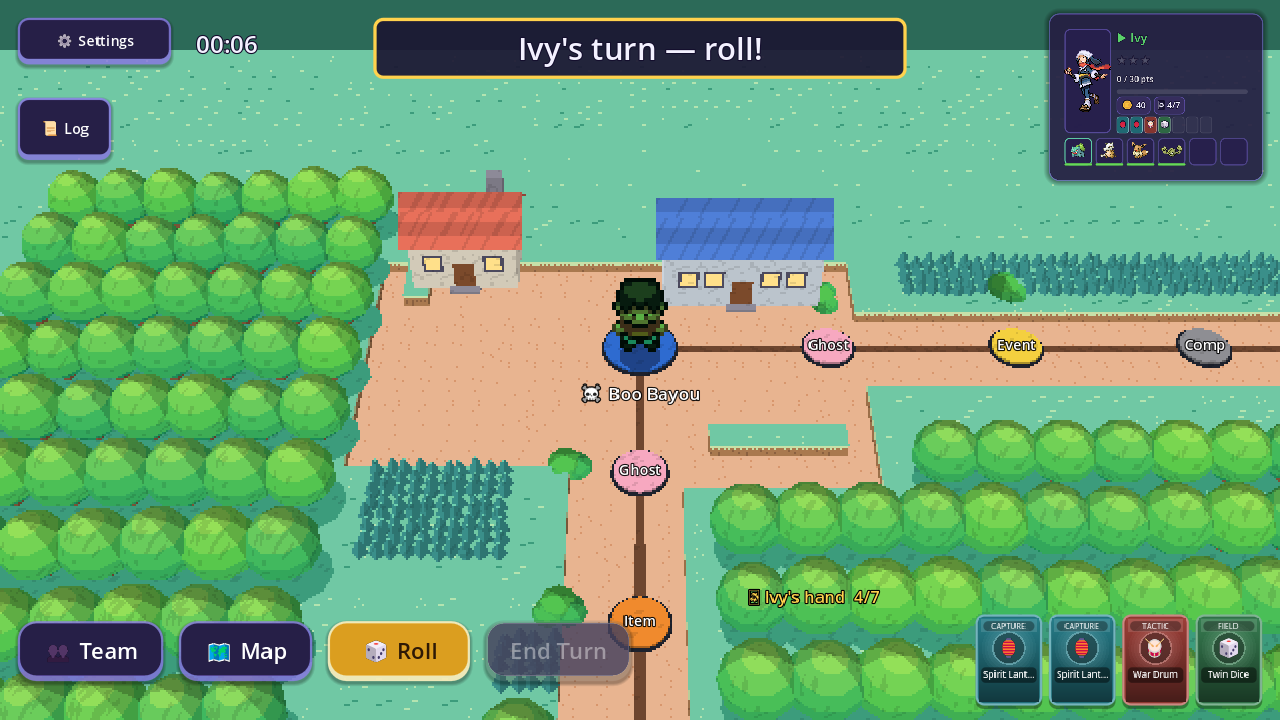 Settings
00:06
Ivy's turn — roll!
Ivy
0 / 30 pts
40
4/7
Log
Ghost
Event
Comp
Boo Bayou
Ghost
Item
Ivy's hand 4/7
Team
Map
Roll
End Turn
CAPTURE
Spirit Lant...
CAPTURE
Spirit Lant...
TACTIC
War Drum
FIELD
Twin Dice